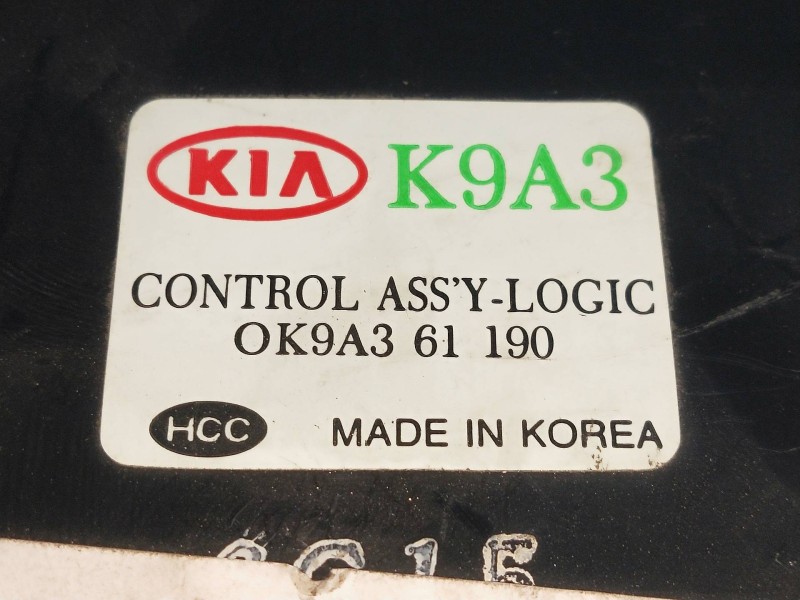 KIA K9A3
CONTROL ASS'Y-LOGIC
OK9A3 61 190
HCC MADE IN KOREA